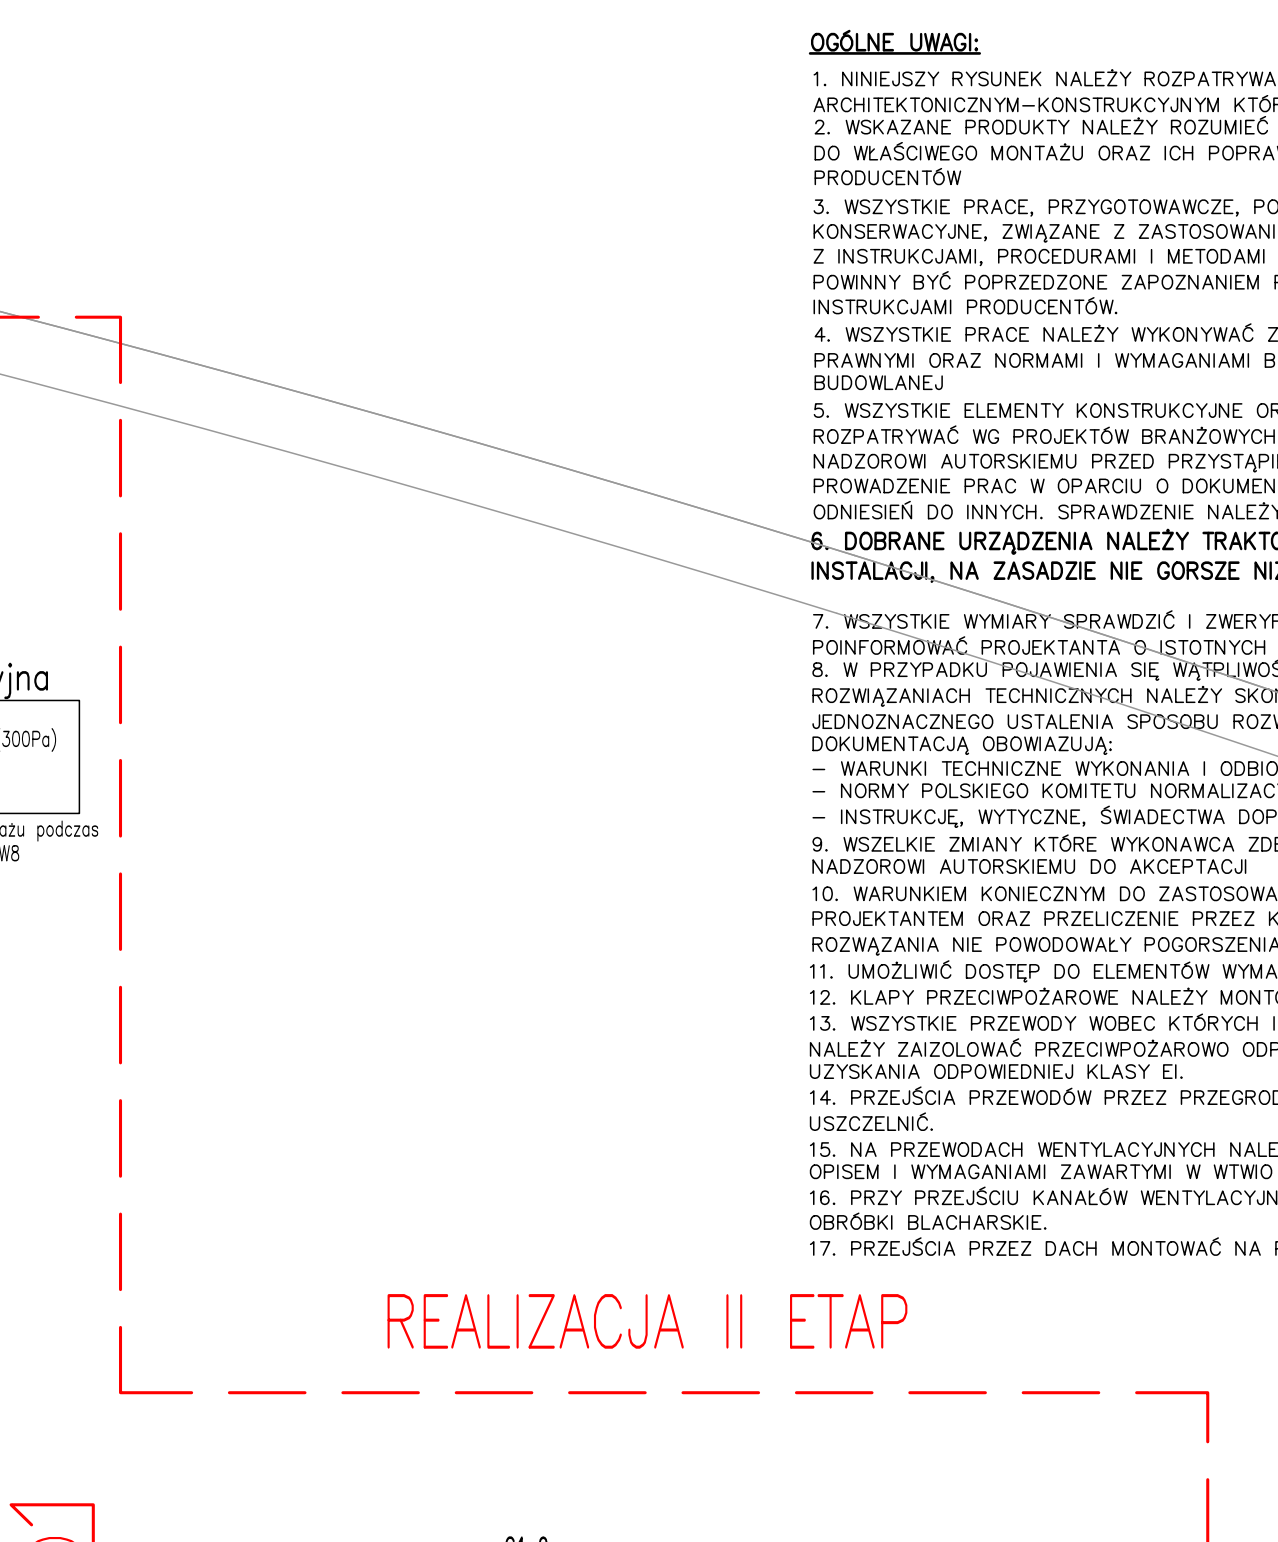 OGÓLNE UWAGI:
1. NINIEJSZY RYSUNEK NALEŻY ROZPATRYWA
ARCHITEKTONICZNYM–KONSTRUKCYJNYM KTÓR
2. WSKAZANE PRODUKTY NALEŻY ROZUMIEĆ
DO WŁAŚCIWEGO MONTAŻU ORAZ ICH POPRAW
PRODUCENTÓW
3. WSZYSTKIE PRACE, PRZYGOTOWAWCZE, PO
KONSERWACYJNE, ZWIĄZANE Z ZASTOSOWANI
Z INSTRUKCJAMI, PROCEDURAMI I METODAMI
POWINNY BYĆ POPRZEDZONE ZAPOZNANIEM P
INSTRUKCJAMI PRODUCENTÓW.
4. WSZYSTKIE PRACE NALEŻY WYKONYWAĆ Z
PRAWNYMI ORAZ NORMAMI I WYMAGANIAMI B
BUDOWLANEJ
5. WSZYSTKIE ELEMENTY KONSTRUKCYJNE OR
ROZPATRYWAĆ WG PROJEKTÓW BRANŻOWYCH
NADZOROWI AUTORSKIEMU PRZED PRZYSTĄPI
PROWADZENIE PRAC W OPARCIU O DOKUMEN
ODNIESIEŃ DO INNYCH. SPRAWDZENIE NALEŻY
6. DOBRANE URZĄDZENIA NALEŻY TRAKTO
INSTALACJI, NA ZASADZIE NIE GORSZE NIŻ
7. WSZYSTKIE WYMIARY SPRAWDZIĆ I ZWERYF
POINFORMOWAĆ PROJEKTANTA O ISTOTNYCH
8. W PRZYPADKU POJAWIENIA SIĘ WĄTPLIWOŚ
ROZWIĄZANIACH TECHNICZNYCH NALEŻY SKON
JEDNOZNACZNEGO USTALENIA SPOSOBU ROZW
DOKUMENTACJĄ OBOWIAZUJĄ:
– WARUNKI TECHNICZNE WYKONANIA I ODBIO
– NORMY POLSKIEGO KOMITETU NORMALIZAC
– INSTRUKCJĘ, WYTYCZNE, ŚWIADECTWA DOP
9. WSZELKIE ZMIANY KTÓRE WYKONAWCA ZDE
NADZOROWI AUTORSKIEMU DO AKCEPTACJI
10. WARUNKIEM KONIECZNYM DO ZASTOSOWA
PROJEKTANTEM ORAZ PRZELICZENIE PRZEZ K
ROZWĄZANIA NIE POWODOWAŁY POGORSZENIA
11. UMOŻLIWIĆ DOSTĘP DO ELEMENTÓW WYMA
12. KLAPY PRZECIWPOŻAROWE NALEŻY MONTO
13. WSZYSTKIE PRZEWODY WOBEC KTÓRYCH I
NALEŻY ZAIZOLOWAĆ PRZECIWPOŻAROWO ODP
UZYSKANIA ODPOWIEDNIEJ KLASY EI.
14. PRZEJŚCIA PRZEWODÓW PRZEZ PRZEGROD
USZCZELNIĆ.
15. NA PRZEWODACH WENTYLACYJNYCH NALE
OPISEM I WYMAGANIAMI ZAWARTYMI W WTWIO
16. PRZY PRZEJŚCIU KANAŁÓW WENTYLACYJN
OBRÓBKI BLACHARSKIE.
17. PRZEJŚCIA PRZEZ DACH MONTOWAĆ NA P
yjna
(300Pa)
ażu podczas
W8
REALIZACJA II ETAP